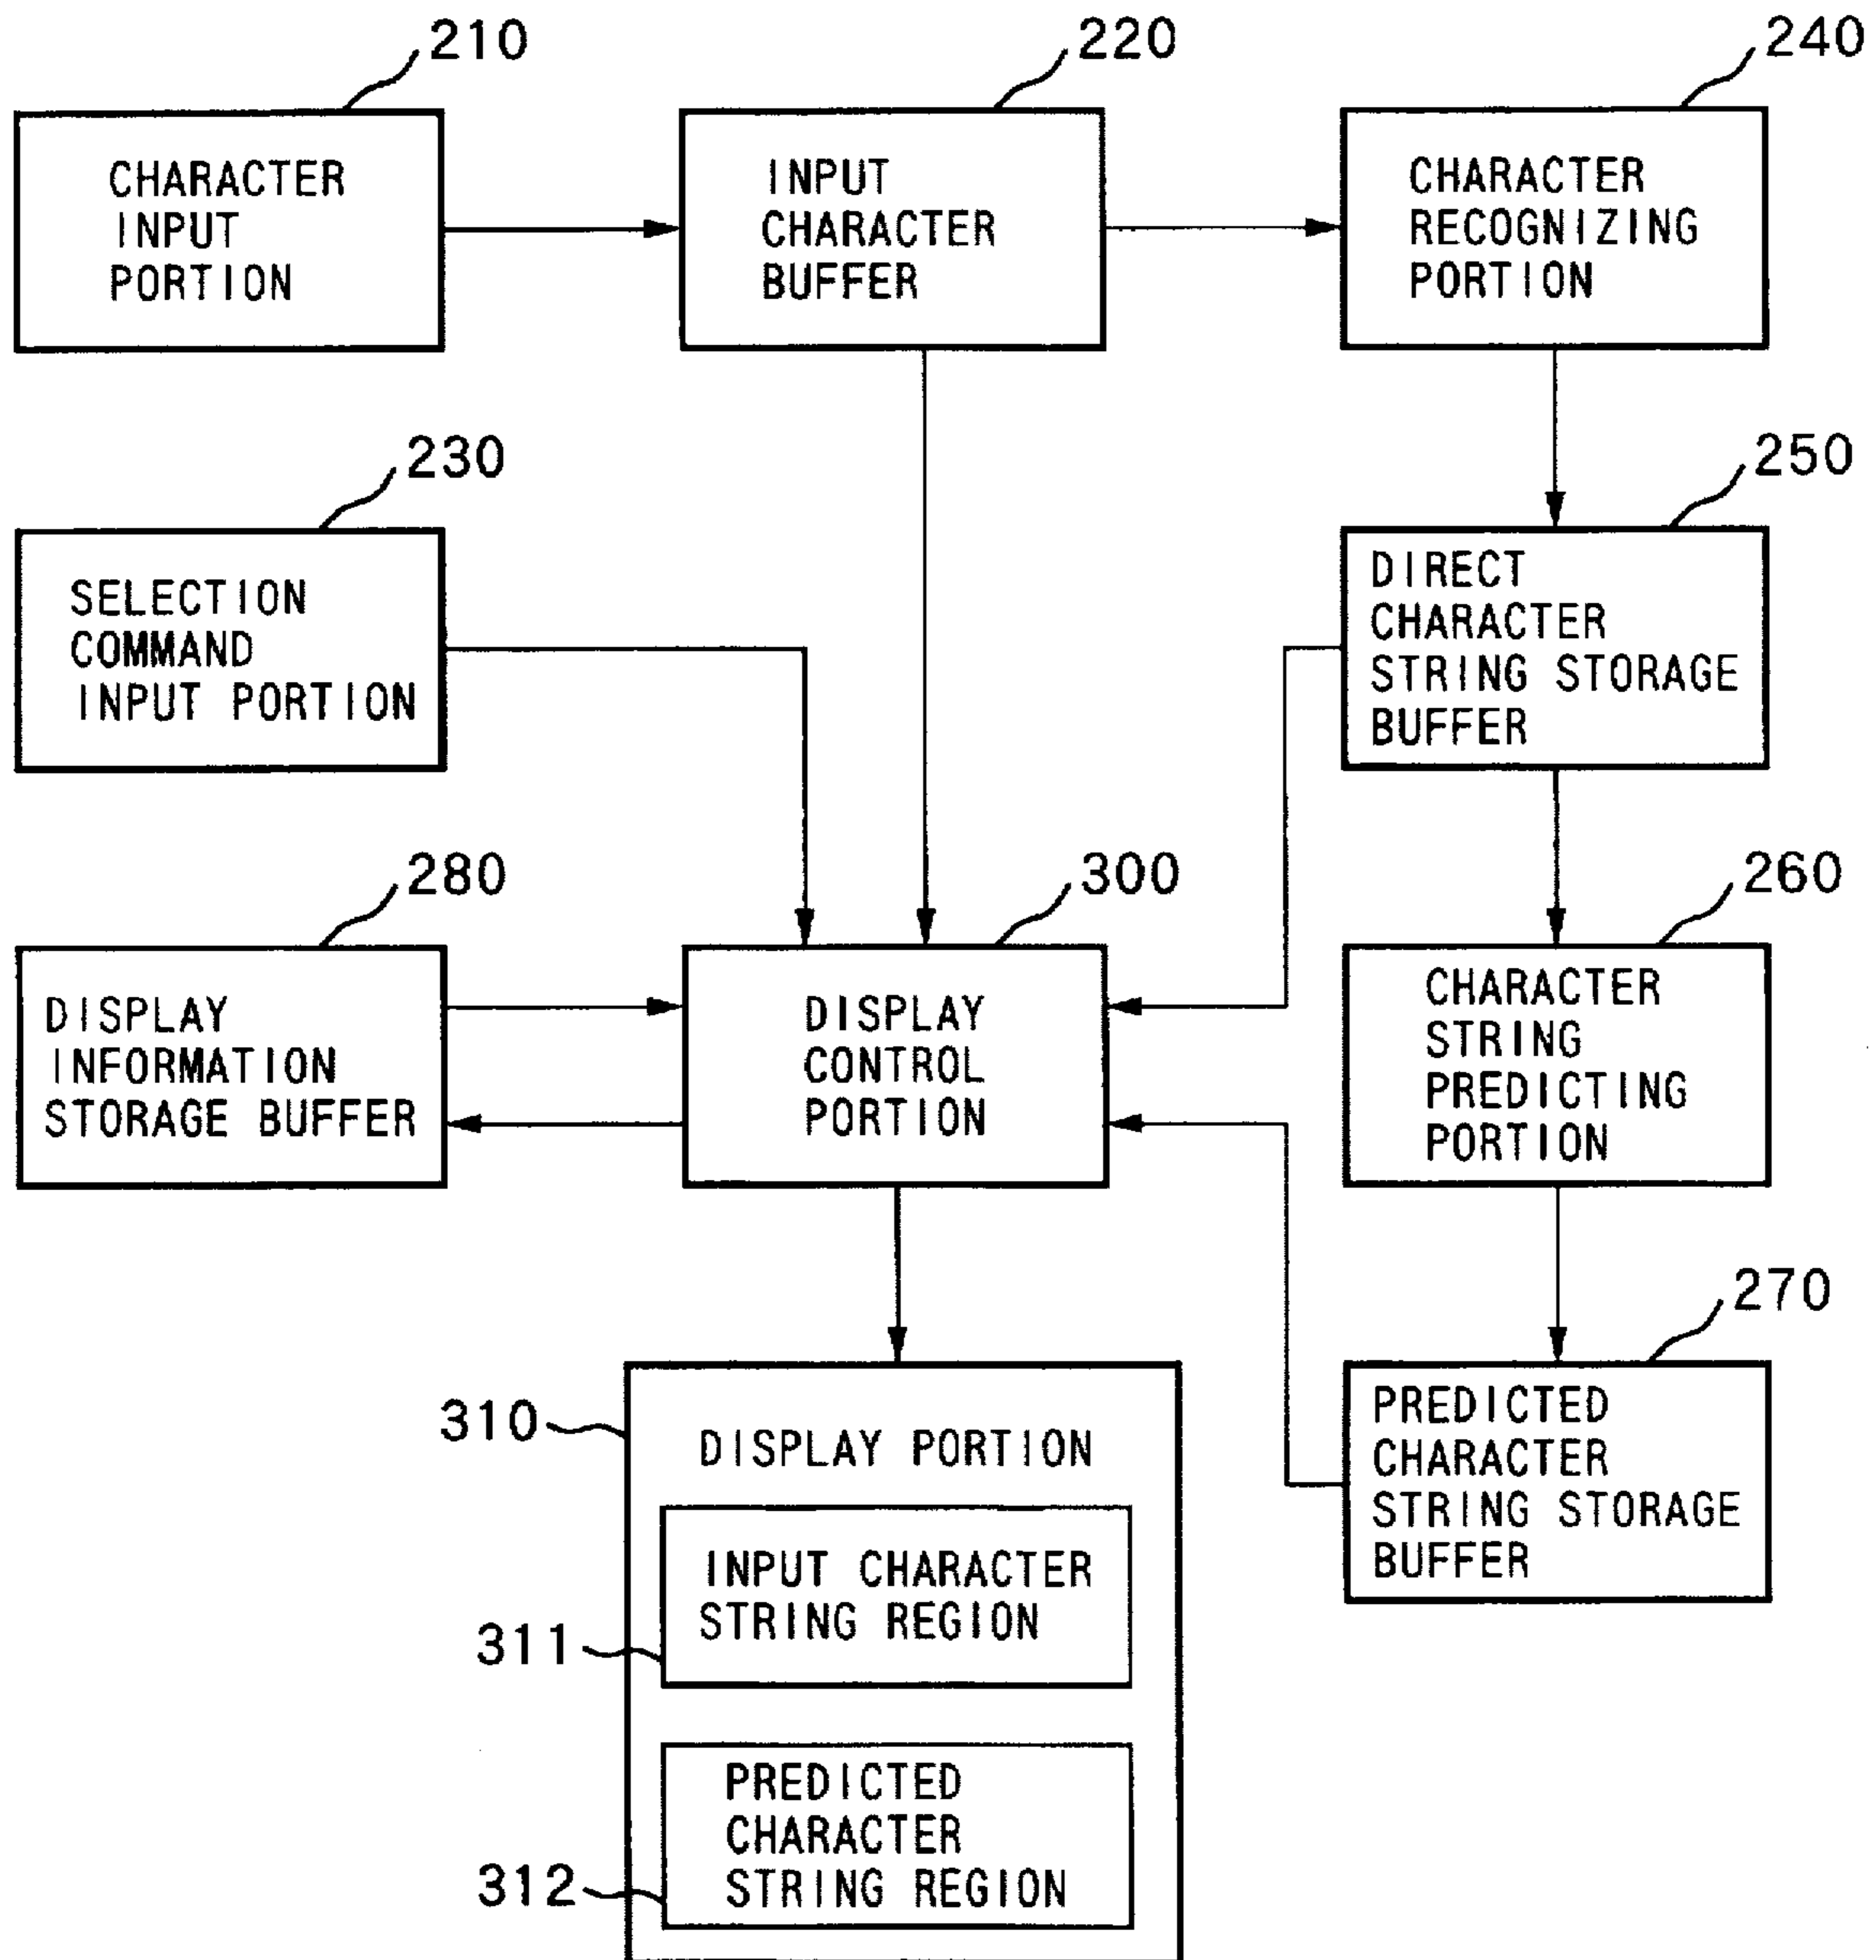 210
220
240
CHARACTER
INPUT
PORTION
INPUT
CHARACTER
BUFFER
CHARACTER
RECOGNIZING
PORTION
230
250
SELECTION
COMMAND
INPUT PORTION
DIRECT
CHARACTER
STRING STORAGE
BUFFER
280
300
260
DISPLAY
INFORMATION
STORAGE BUFFER
DISPLAY
CONTROL
PORTION
CHARACTER
STRING
PREDICTING
PORTION
270
310
DISPLAY PORTION
PREDICTED
CHARACTER
STRING STORAGE
BUFFER
INPUT CHARACTER
STRING REGION
311
PREDICTED
CHARACTER
STRING REGION
312